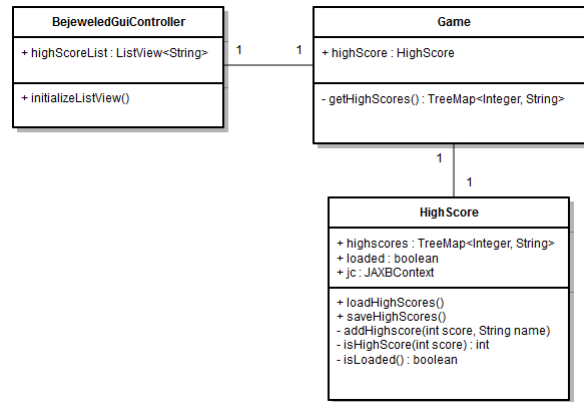 BejeweledGuiController
+ highScoreList : ListView<String>
+ initializeListView()
1
1
Game
+ highScore : HighScore
- getHighScores() : TreeMap<Integer, String>
1
1
HighScore
+ highscores : TreeMap<Integer, String>
+ loaded : boolean
+ jc : JAXBContext
+ loadHighScores()
+ saveHighScores()
- addHighscore(int score, String name)
- isHighScore(int score) : int
- isLoaded() : boolean